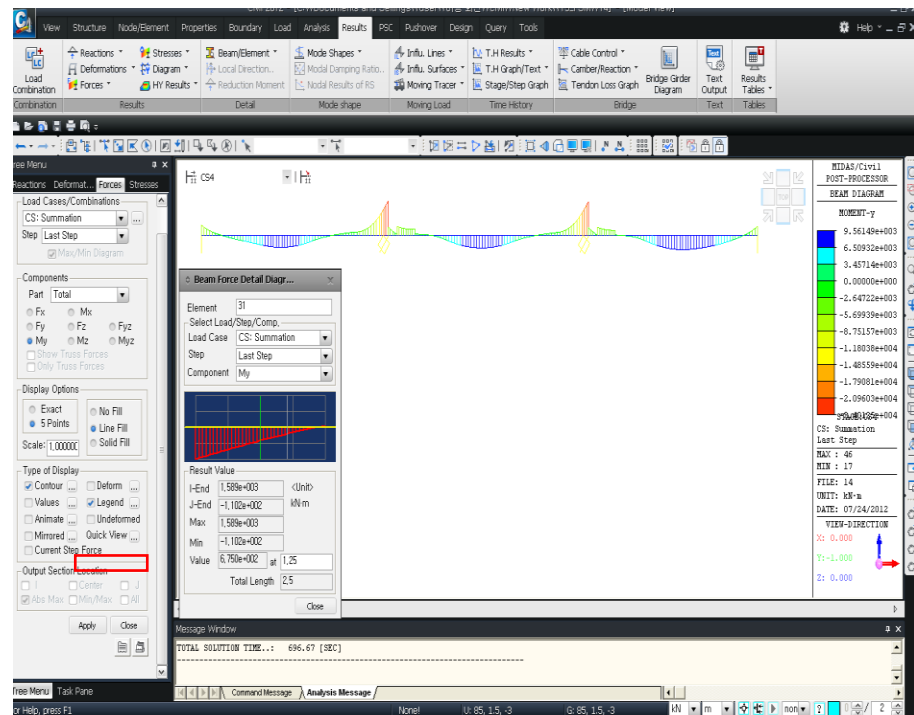 View Structure Node/Element Properties Boundary Load Analysis Results PSC Pushover Design Query Tools Help
Load Combination
Reactions
Deformations
Forces
Stresses
Diagram
HY Results
Beam/Element
Local Direction..
Reduction Moment
Mode Shapes
Modal Damping Ratio..
Nodal Results of RS
Influ. Lines
Influ. Surfaces
Moving Tracer
T.H Results
T.H Graph/Text
Stage/Step Graph
Cable Control
Camber/Reaction
Tendon Loss Graph
Bridge Girder Diagram
Text Output
Results Tables
Combination Results Detail Mode shape Moving Load Time History Bridge Text Tables
ree Menu
Reactions Deformat... Forces Stresses
Load Cases/Combinations
CS: Summation ...
Step Last Step
Max/Min Diagram
Components
Part Total
Fx Mx
Fy Fz Fyz
My Mz Myz
Show Truss Forces
Only Truss Forces
Display Options
Exact No Fill
5 Points Line Fill
Scale: 1,00000( Solid Fill
Type of Display
Contour ... Deform ...
Values ... Legend ...
Animate ... Undeformed
Mirrored ... Quick View ...
Current Step Force
Output Section Location
I Center J
Abs Max Min/Max All
Apply Close
Tree Menu Task Pane
or Help, press F1
CS4
TOP
Beam Force Detail Diagr...
Element 31
Select Load/Step/Comp.
Load Case CS: Summation
Step Last Step
Component My
Result Value
I-End 1,589e+003 <Unit>
J-End -1,102e+002 kN·m
Max 1,589e+003
Min -1,102e+002
Value 6,750e+002 at 1,25
Total Length 2,5
Close
MIDAS/Civil
POST-PROCESSOR
BEAM DIAGRAM
MOMENT-y
9.56149e+003
6.50932e+003
3.45714e+003
0.00000e+000
-2.64722e+003
-5.69939e+003
-8.75157e+003
-1.18038e+004
-1.48559e+004
-1.79081e+004
-2.09603e+004
CS: Summation
Last Step
MAX : 46
MIN : 17
FILE: 14
UNIT: kN·m
DATE: 07/24/2012
VIEW-DIRECTION
X: 0.000
Y:-1.000
Z: 0.000
Message Window
TOTAL SOLUTION TIME..: 696.67 [SEC]
Command Message Analysis Message
None! U: 85, 1.5, -3 G: 85, 1.5, -3 kN m non 2